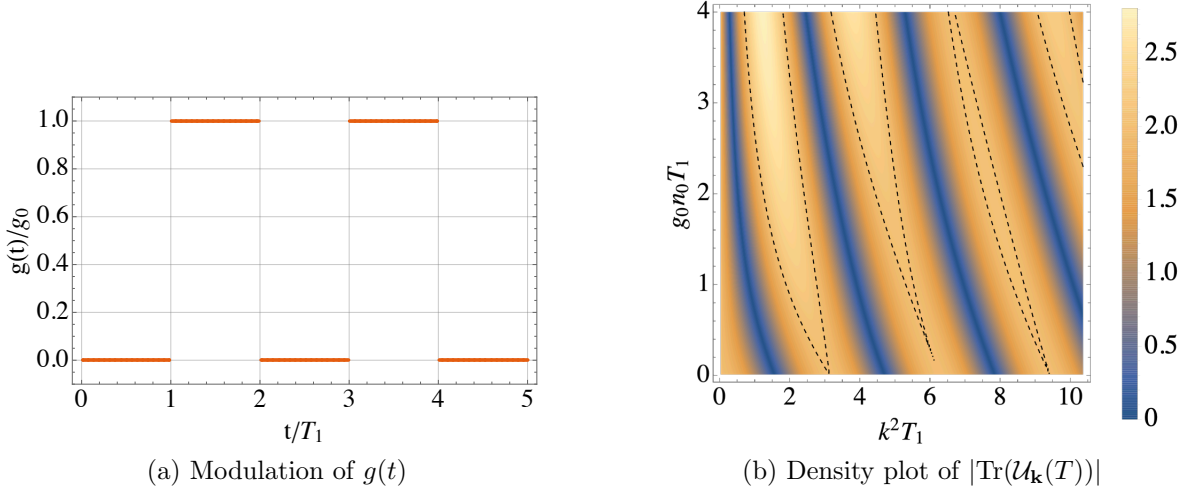 g(t)/g₀
1.0
0.8
0.6
0.4
0.2
0.0
0 1 2 3 4 5
t/T₁
(a) Modulation of g(t)
g₀n₀T₁
4
3
2
1
0
0 2 4 6 8 10
k²T₁
2.5
2.0
1.5
1.0
0.5
0
(b) Density plot of |Tr(𝒰ₖ(T))|